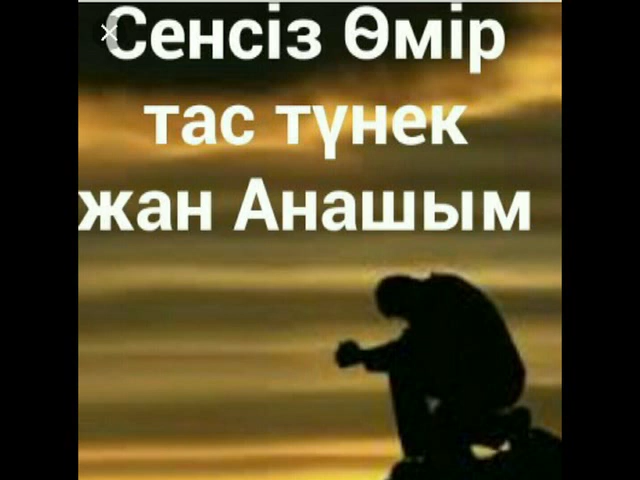 Сенсіз Өмір
тас түнек
жан Анашым